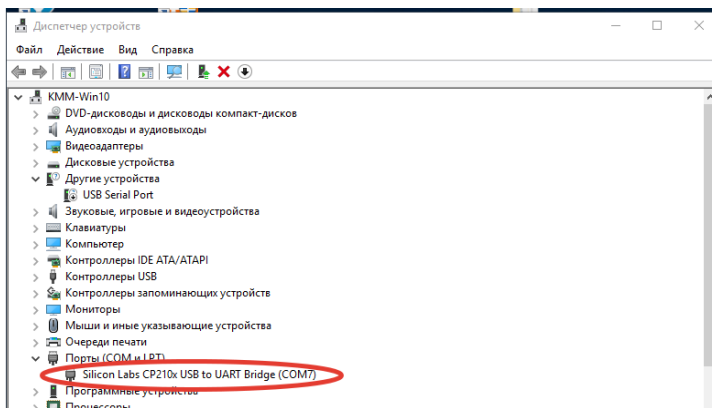 Диспетчер устройств
Файл Действие Вид Справка
KMM-Win10
DVD-дисководы и дисководы компакт-дисков
Аудиовходы и аудиовыходы
Видеоадаптеры
Дисковые устройства
Другие устройства
USB Serial Port
Звуковые, игровые и видеоустройства
Клавиатуры
Компьютер
Контроллеры IDE ATA/ATAPI
Контроллеры USB
Контроллеры запоминающих устройств
Мониторы
Мыши и иные указывающие устройства
Очереди печати
Порты (COM и LPT)
Silicon Labs CP210x USB to UART Bridge (COM7)
Программные устройства
Процессоры